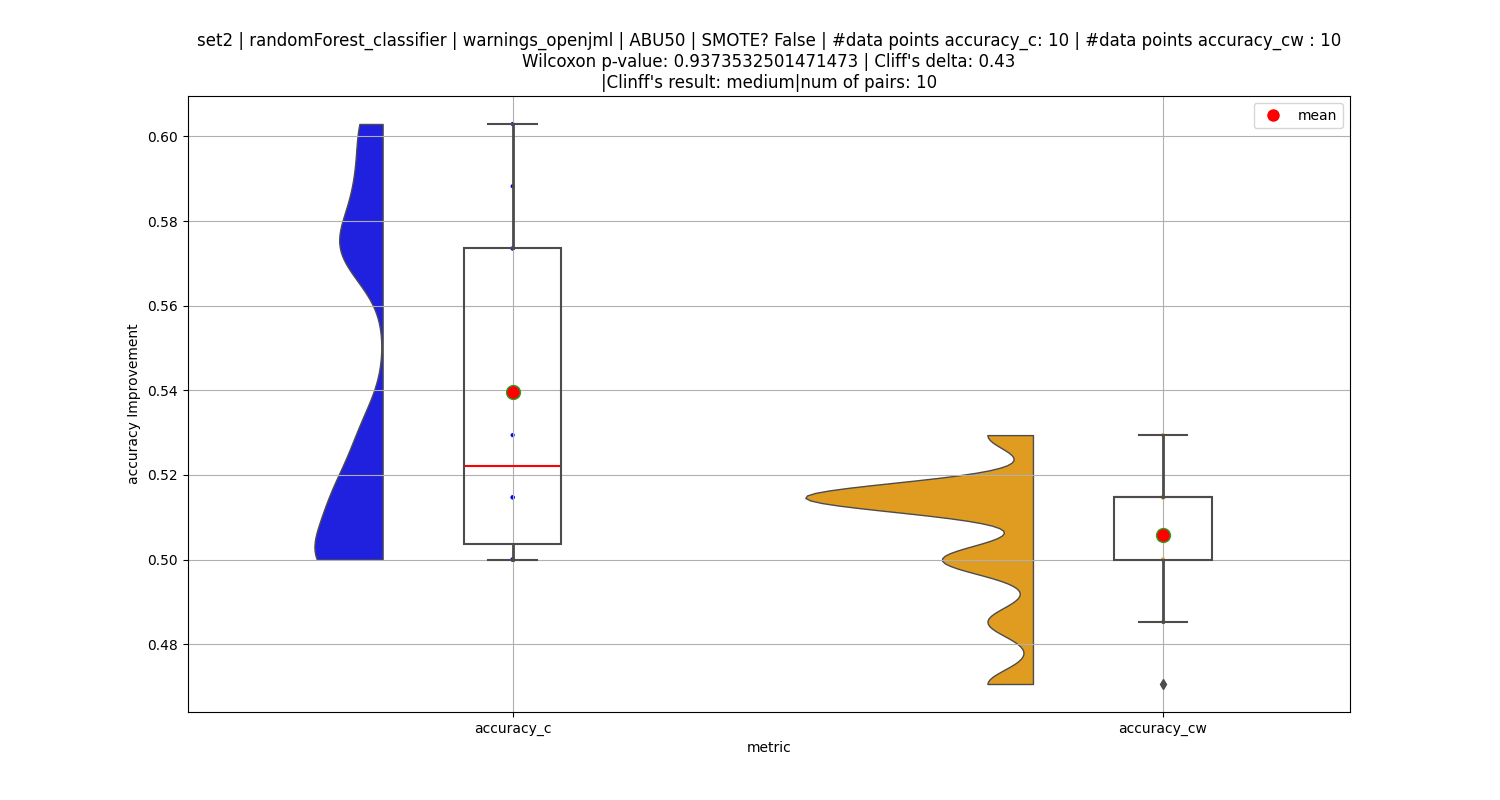 set2 | randomForest_classifier | warnings_openjml | ABU50 | SMOTE? False | #data points accuracy_c: 10 | #data points accuracy_cw : 10
Wilcoxon p-value: 0.9373532501471473 | Cliff's delta: 0.43
|Clinff's result: medium|num of pairs: 10
mean
0.60
0.58
0.56
0.54
0.52
0.50
0.48
accuracy Improvement
accuracy_c
accuracy_cw
metric